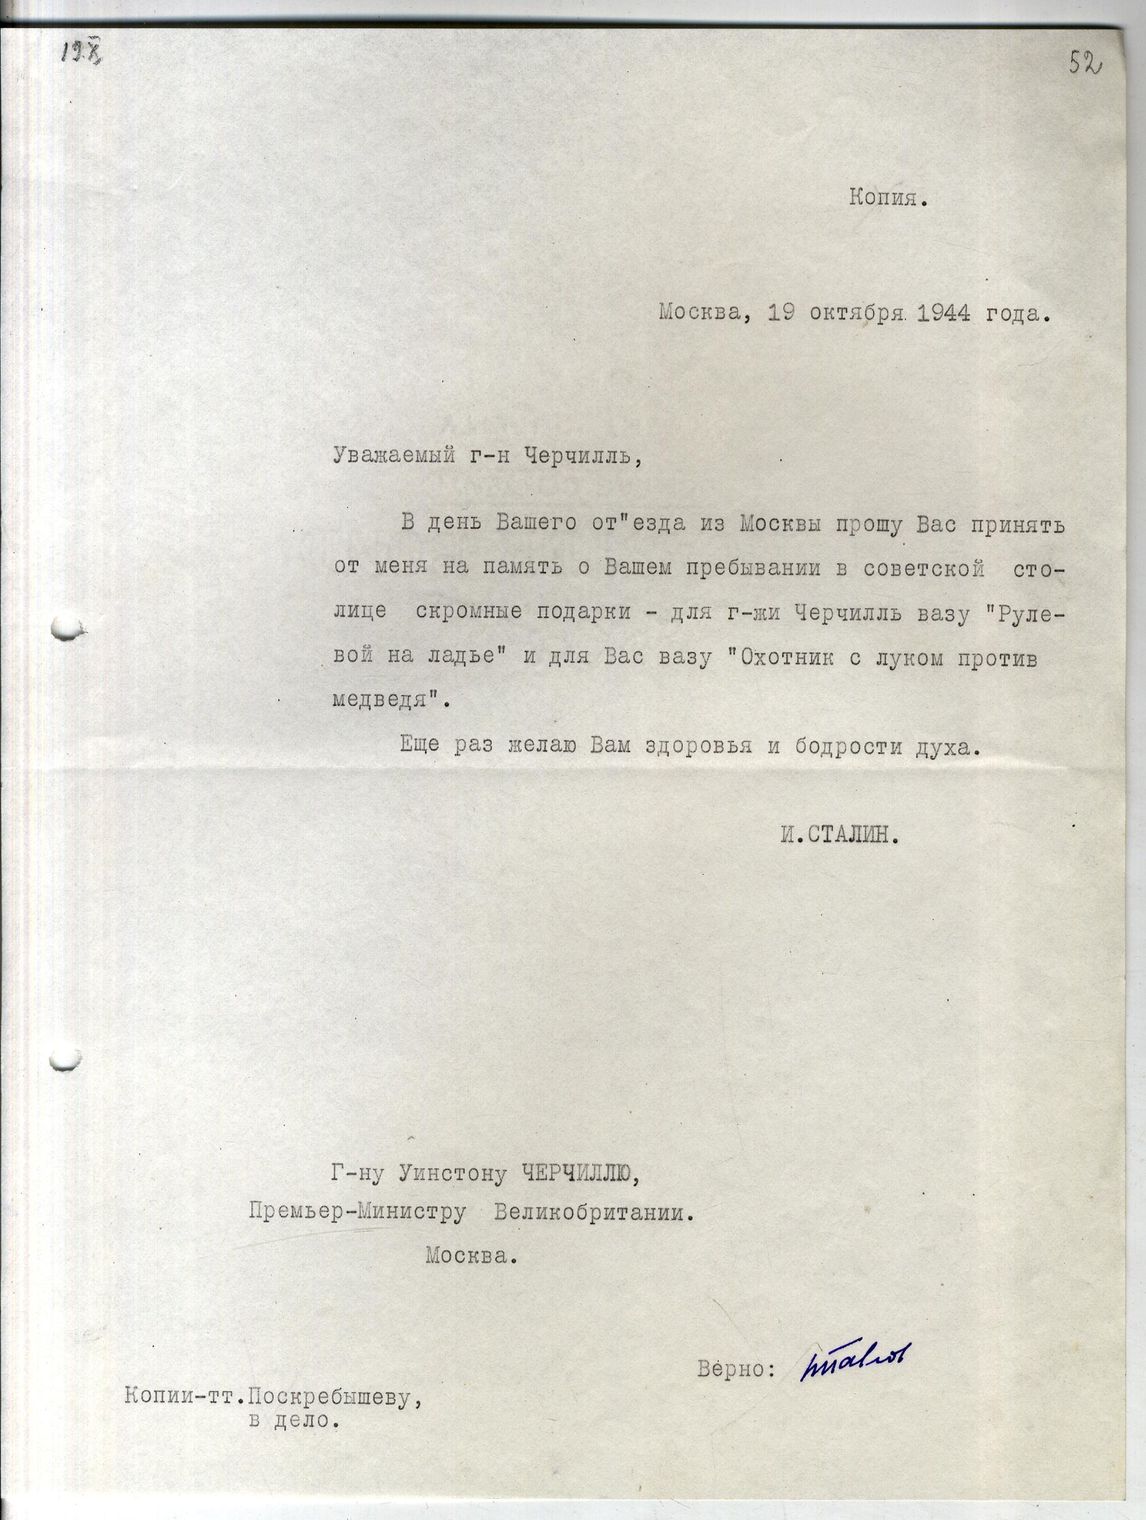 19.X
52
Копия.
Москва, 19 октября 1944 года.
Уважаемый г-н Черчилль,
В день Вашего от"езда из Москвы прошу Вас принять
от меня на память о Вашем пребывании в советской сто-
лице скромные подарки - для г-жи Черчилль вазу "Руле-
вой на ладье" и для Вас вазу "Охотник с луком против
медведя".
Еще раз желаю Вам здоровья и бодрости духа.
И.СТАЛИН.
Г-ну Уинстону ЧЕРЧИЛЛЮ,
Премьер-Министру Великобритании.
Москва.
Верно:
Копии-тт.Поскребышеву,
в дело.